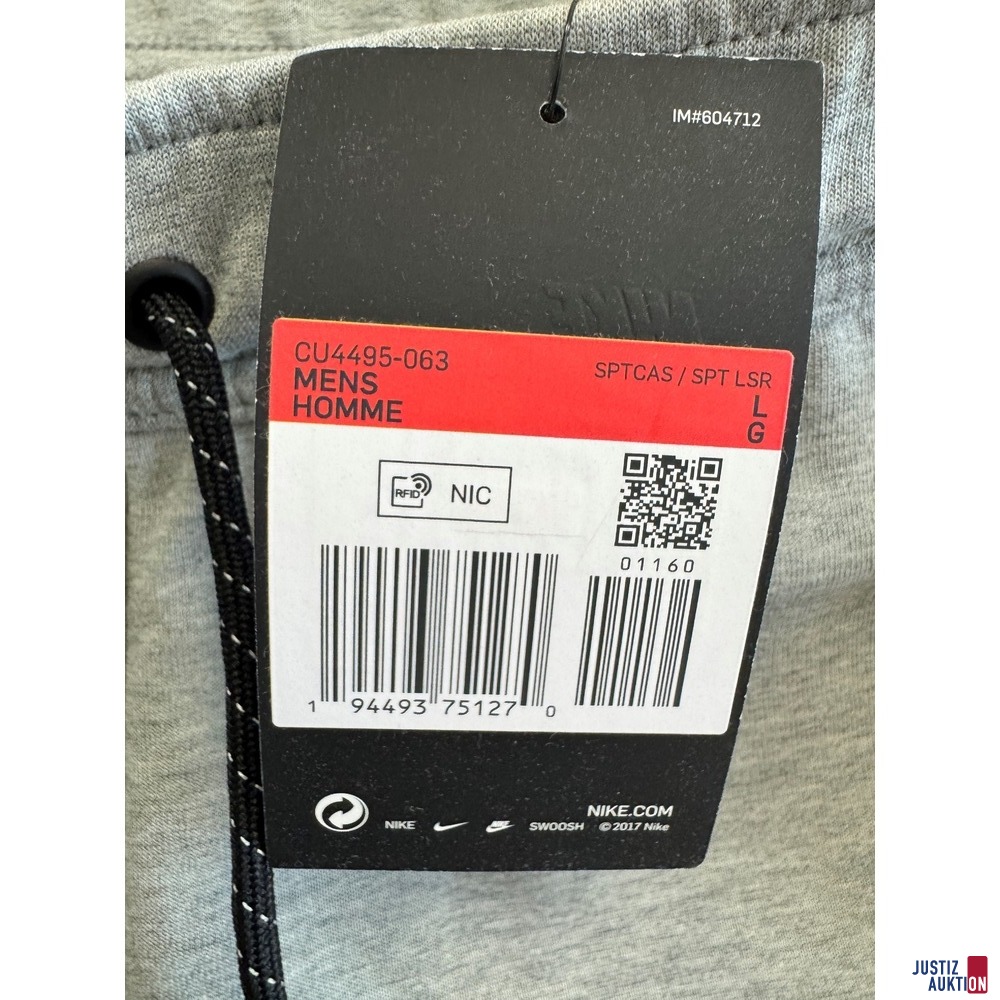 IM#604712
CU4495-063
MENS
HOMME
SPTCAS / SPT LSR
L
G
RFID NIC
01160
1 94493 75127 0
NIKE.COM
NIKE SWOOSH © 2017 Nike
JUSTIZ
AUKTION